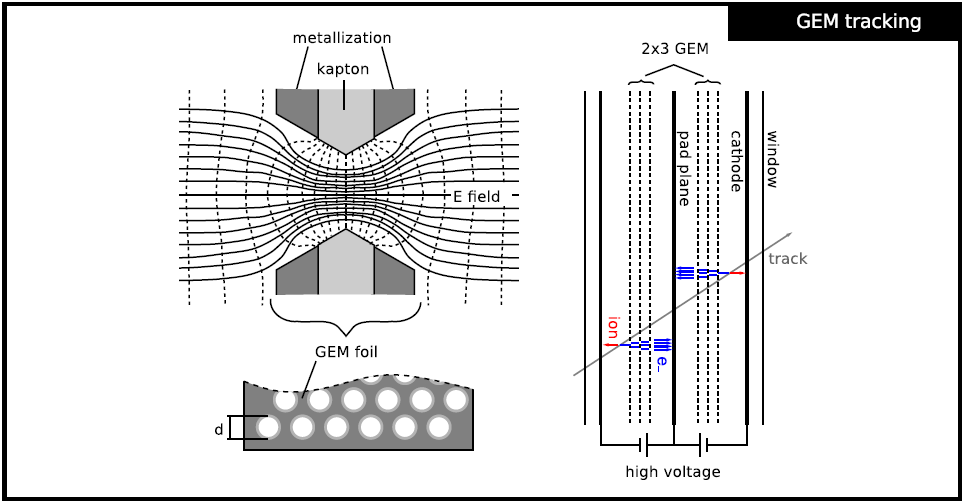 GEM tracking
metallization
kapton
E field
GEM foil
d
2x3 GEM
pad plane
cathode
window
track
ion
e-
high voltage